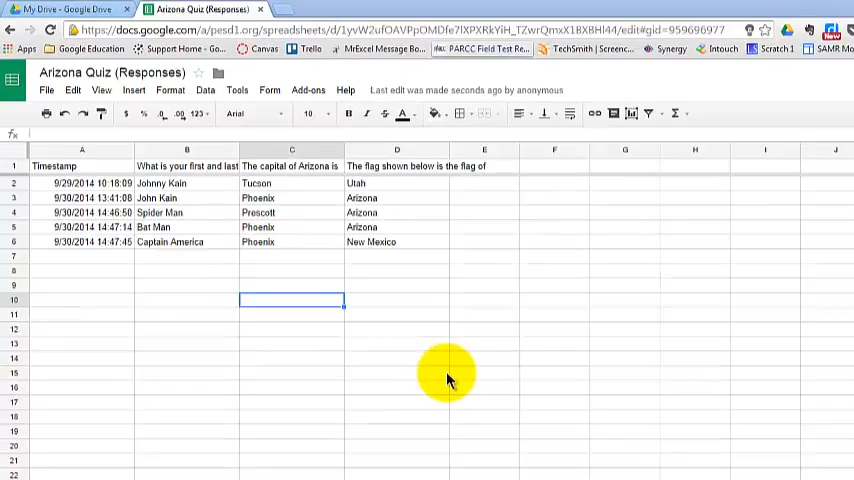 My Drive - Google Drive × Arizona Quiz (Responses) ×
https://docs.google.com/a/pesd1.org/spreadsheets/d/1yvW2ufOAVPpOMDfe7lXPXRkYiH_TZwrQmxX1BXBHl44/edit#gid=959696977
Apps Google Education Support Home - Go... Canvas Trello MrExcel Message Bo... PARCC Field Test Re... TechSmith | Screenc... Synergy Intouch Scratch 1 SAMR Mo
New
Arizona Quiz (Responses)
File Edit View Insert Format Data Tools Form Add-ons Help Last edit was made seconds ago by anonymous
$ % .0 .00 123 Arial 10 B I S A Σ
fx
A B C D E F G H I J
1 Timestamp What is your first and last The capital of Arizona is The flag shown below is the flag of
2 9/29/2014 10:18:09 Johnny Kain Tucson Utah
3 9/30/2014 13:41:08 John Kain Phoenix Arizona
4 9/30/2014 14:46:50 Spider Man Prescott Arizona
5 9/30/2014 14:47:14 Bat Man Phoenix Arizona
6 9/30/2014 14:47:45 Captain America Phoenix New Mexico
7
8
9
10
11
12
13
14
15
16
17
18
19
20
21
22